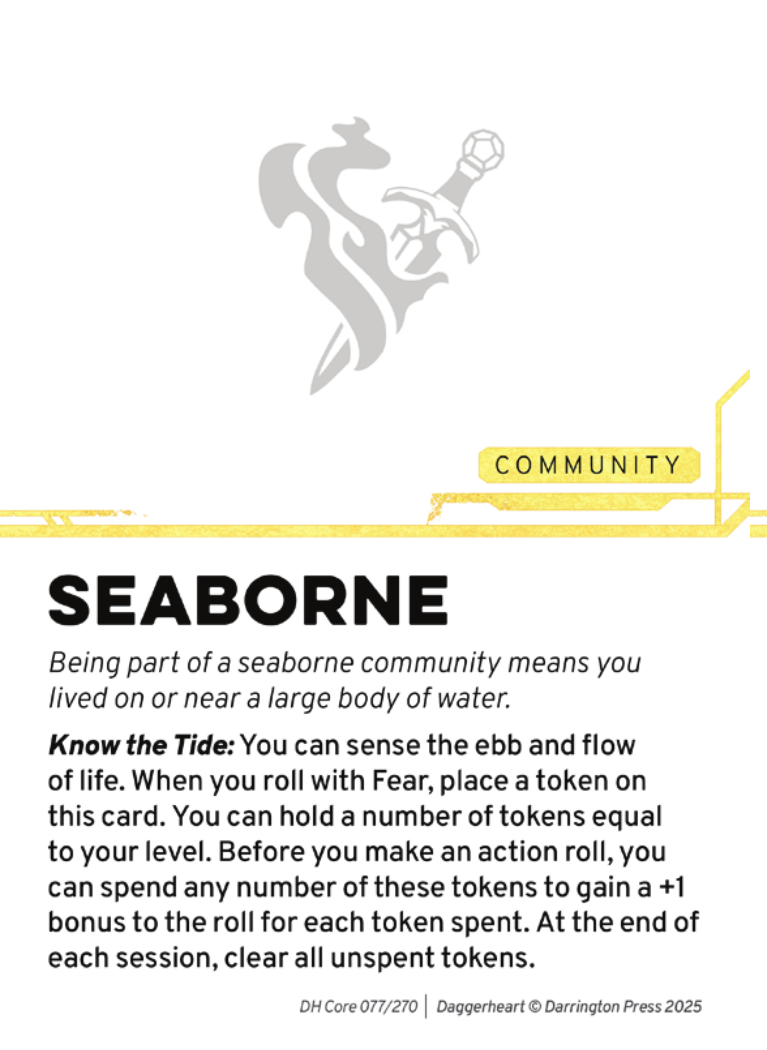 COMMUNITY
SEABORNE
Being part of a seaborne community means you
lived on or near a large body of water.
Know the Tide: You can sense the ebb and flow
of life. When you roll with Fear, place a token on
this card. You can hold a number of tokens equal
to your level. Before you make an action roll, you
can spend any number of these tokens to gain a +1
bonus to the roll for each token spent. At the end of
each session, clear all unspent tokens.
DH Core 077/270 | Daggerheart © Darrington Press 2025